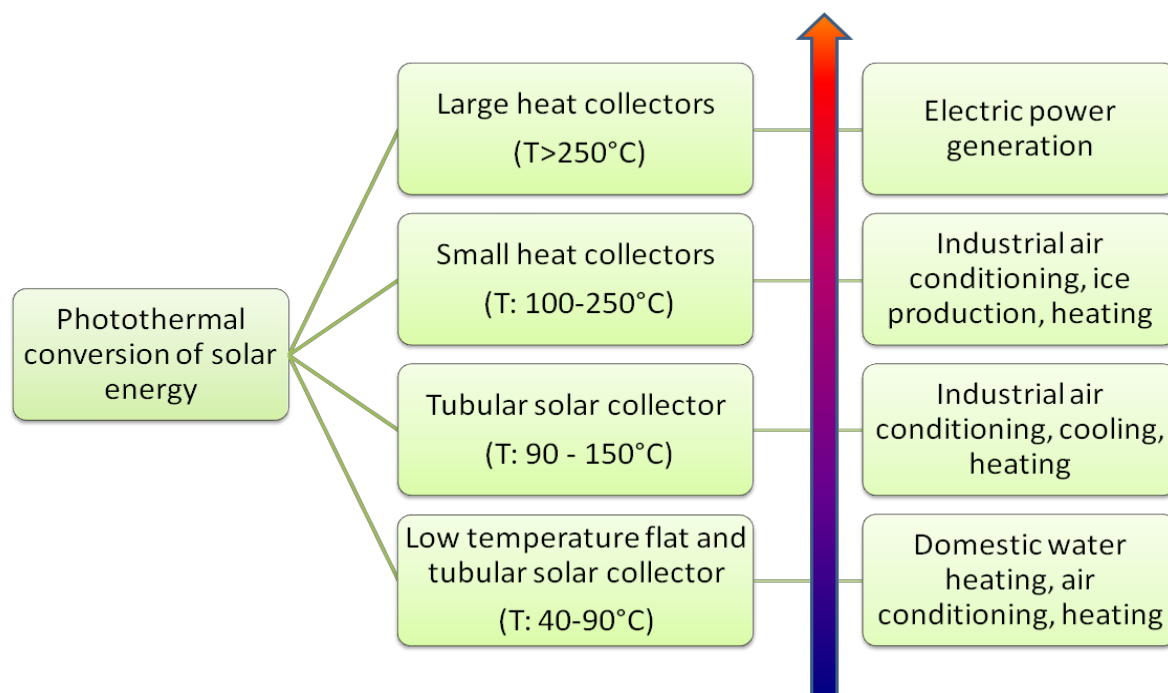 Photothermal
conversion of solar
energy
Large heat collectors
(T>250°C)
Electric power
generation
Small heat collectors
(T: 100-250°C)
Industrial air
conditioning, ice
production, heating
Tubular solar collector
(T: 90 - 150°C)
Industrial air
conditioning, cooling,
heating
Low temperature flat and
tubular solar collector
(T: 40-90°C)
Domestic water
heating, air
conditioning, heating